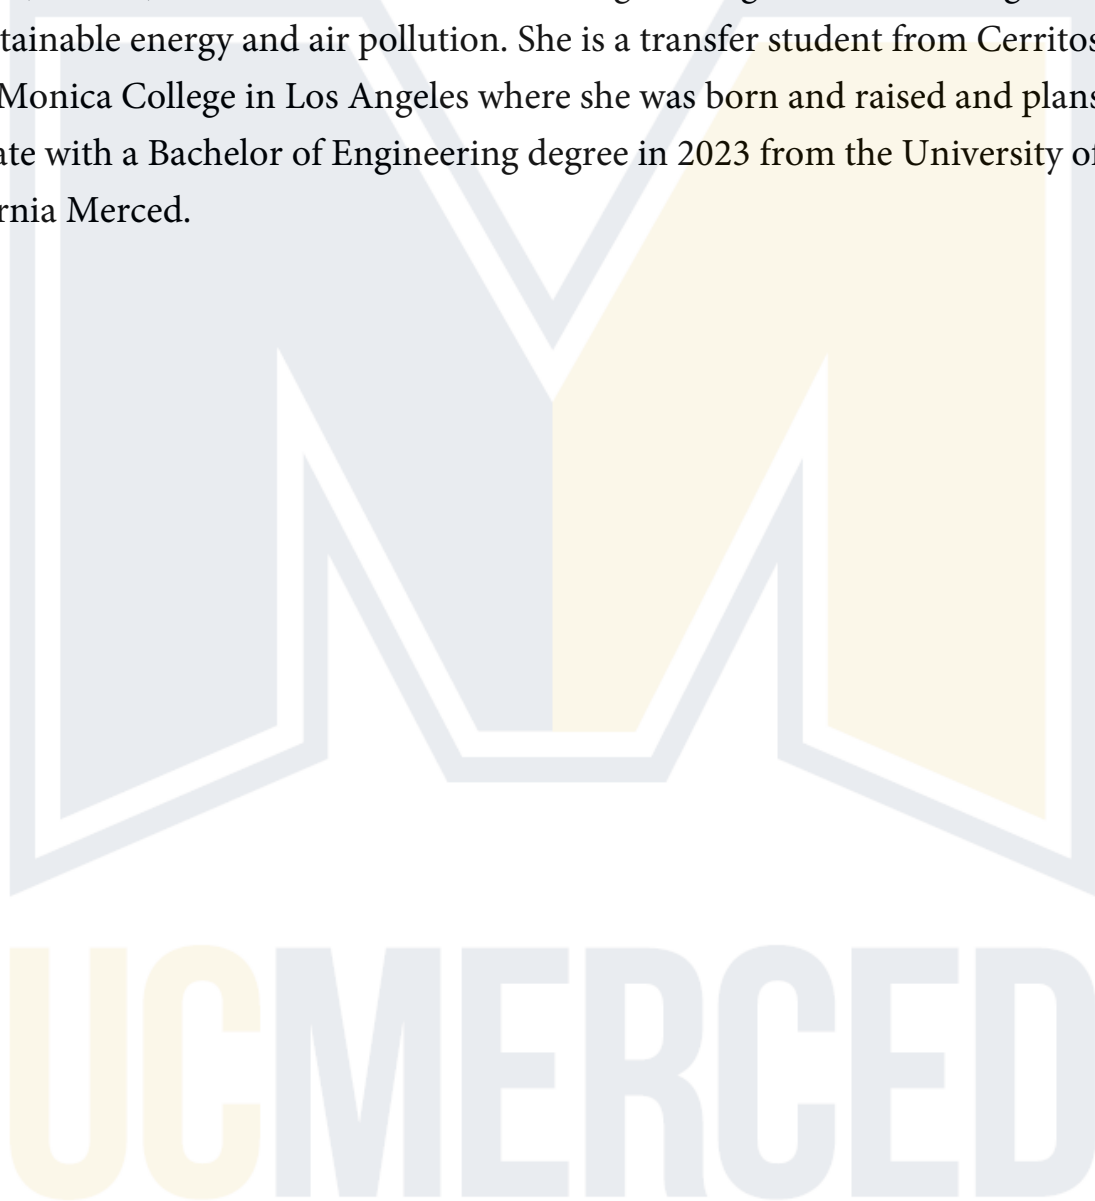 tainable energy and air pollution. She is a transfer student from Cerritos
Monica College in Los Angeles where she was born and raised and plans
ate with a Bachelor of Engineering degree in 2023 from the University of
rnia Merced.
UCMERCED